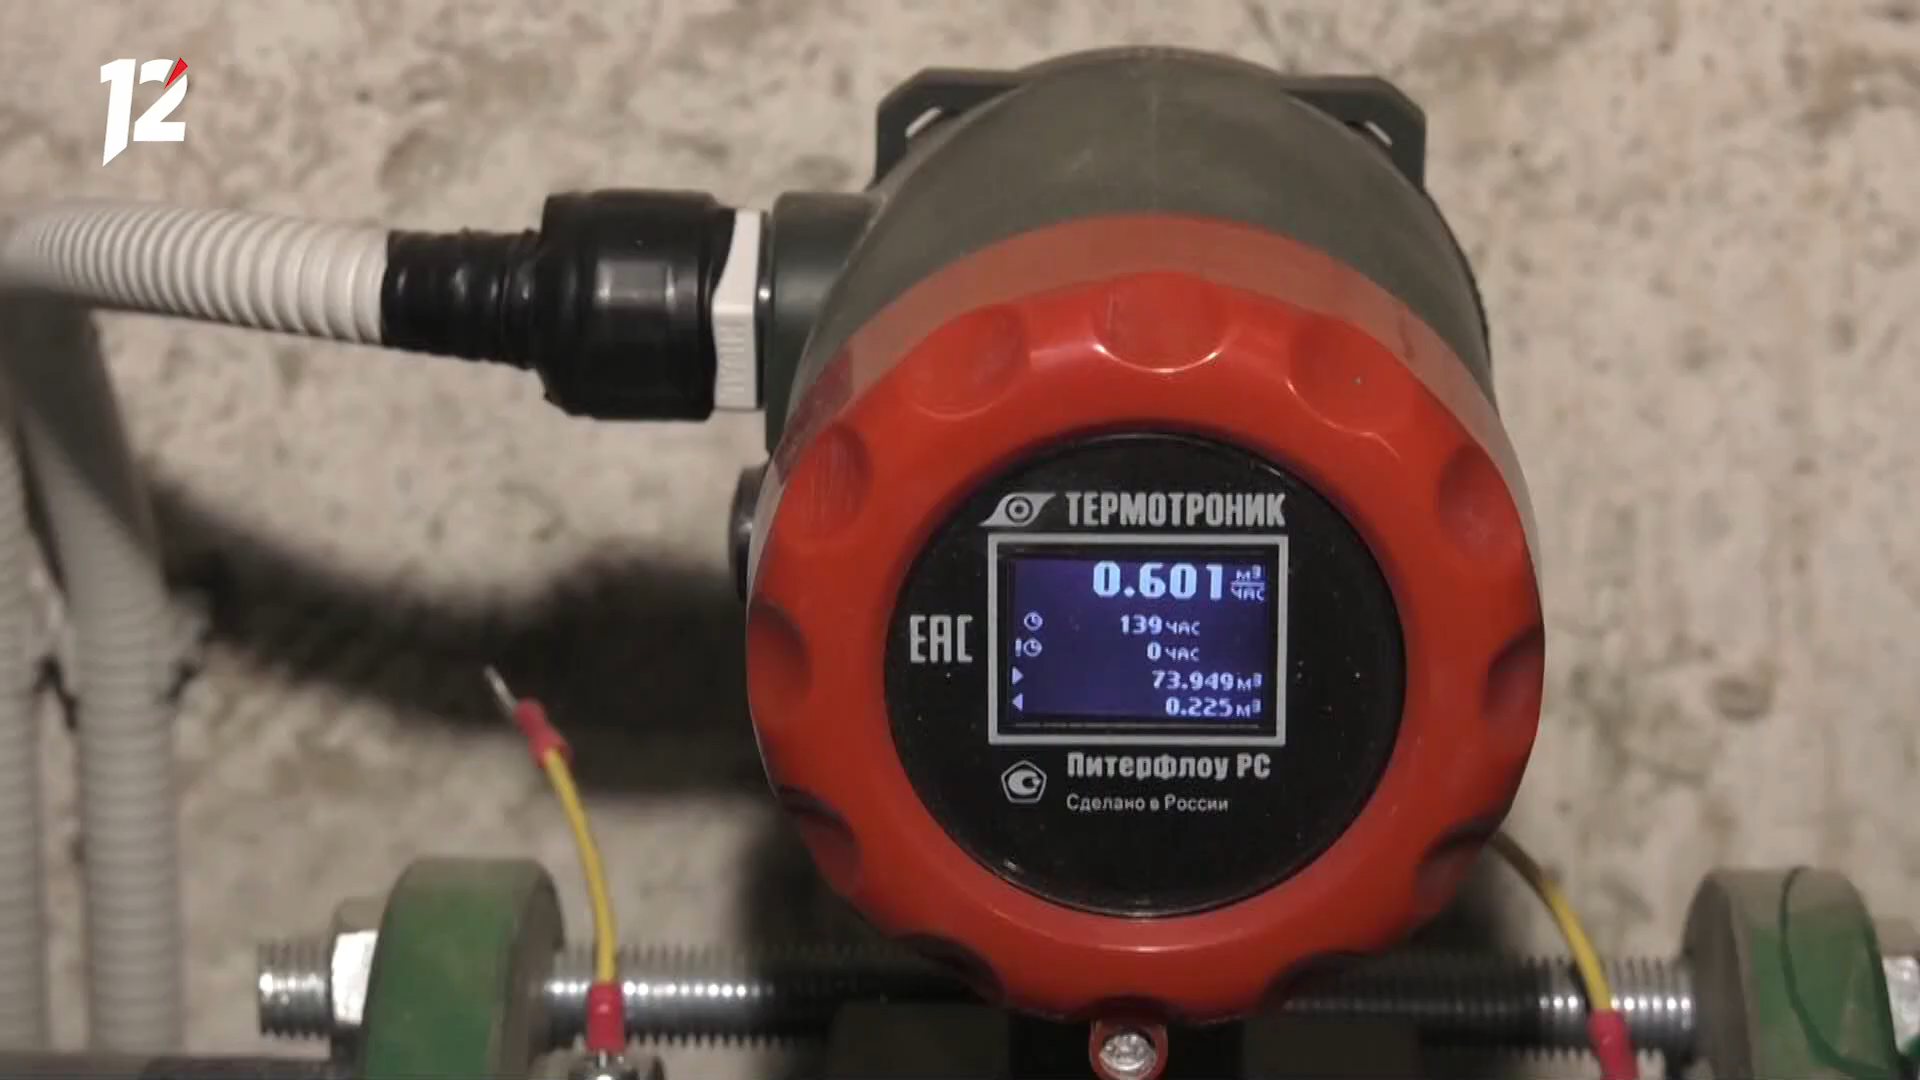 12
ТЕРМОТРОНИК
0.601 м³/час
139 час
0 час
73.949 м³
0.225 м³
ЕАС
Питерфлоу РС
Сделано в России